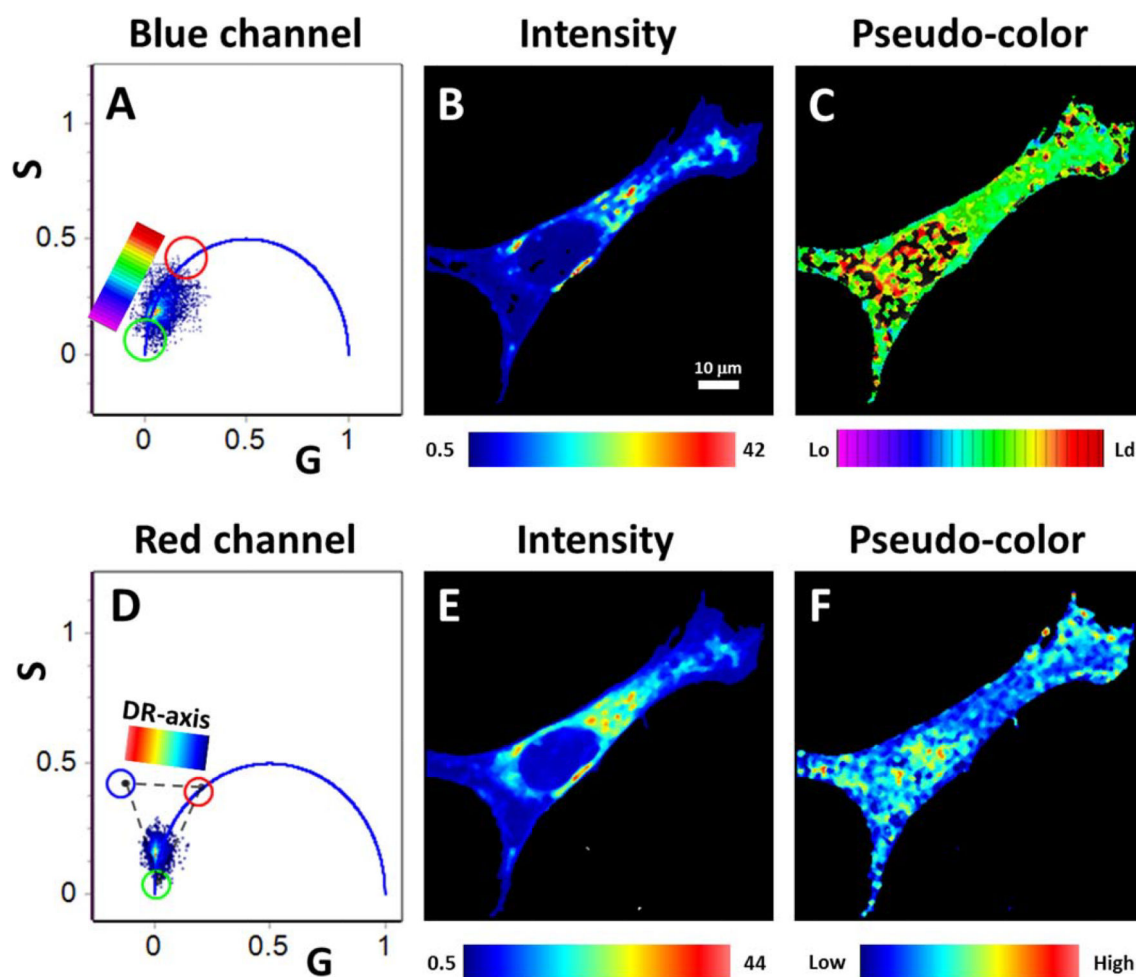 Blue channel
Intensity
Pseudo-color
A
B
C
1
S
0.5
0
0
0.5
1
G
10 µm
0.5
42
Lo
Ld
Red channel
Intensity
Pseudo-color
D
E
F
1
S
DR-axis
0.5
0
0
0.5
1
G
0.5
44
Low
High